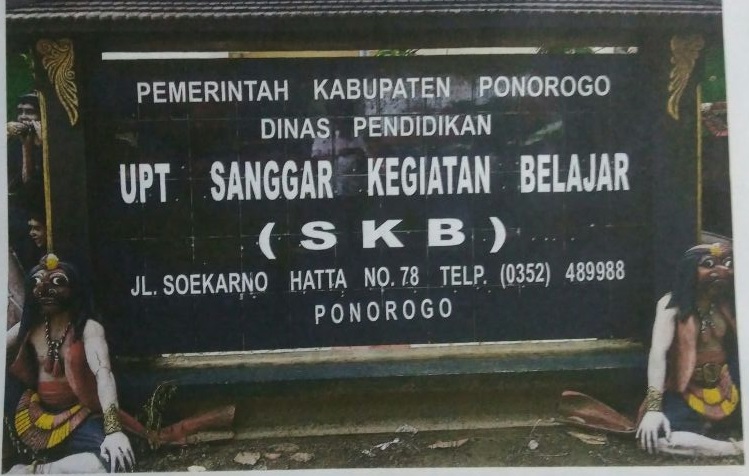 PEMERINTAH KABUPATEN PONOROGO
DINAS PENDIDIKAN
UPT SANGGAR KEGIATAN BELAJAR
( S K B )
JL. SOEKARNO HATTA NO. 78 TELP. (0352) 489988
PONOROGO